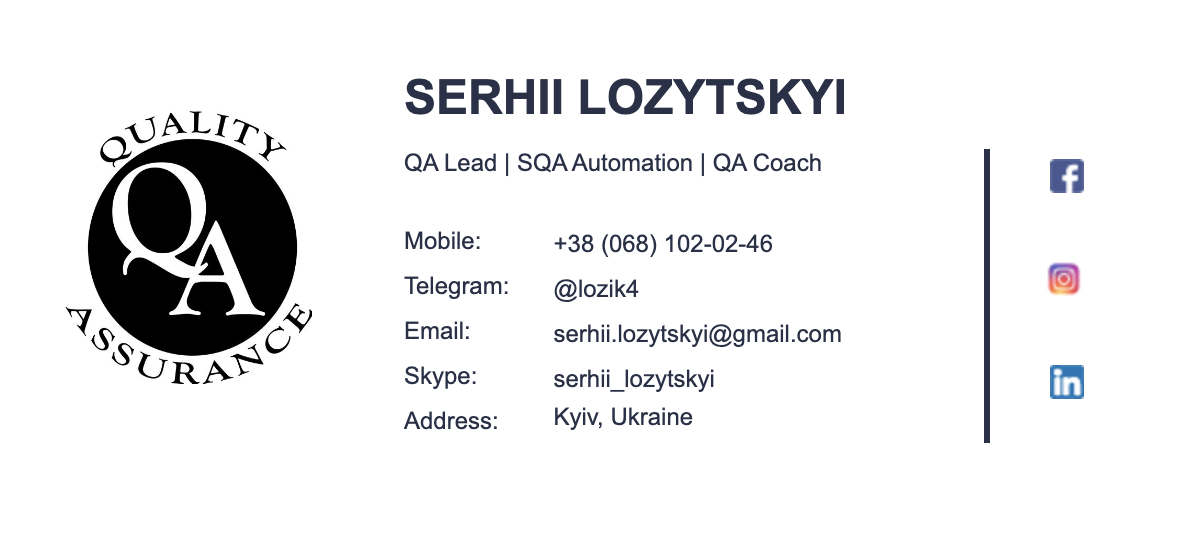 QUALITY
QA
ASSURANCE
SERHII LOZYTSKYI
QA Lead | SQA Automation | QA Coach
Mobile: +38 (068) 102-02-46
Telegram: @lozik4
Email: serhii.lozytskyi@gmail.com
Skype: serhii_lozytskyi
Address: Kyiv, Ukraine
f
in